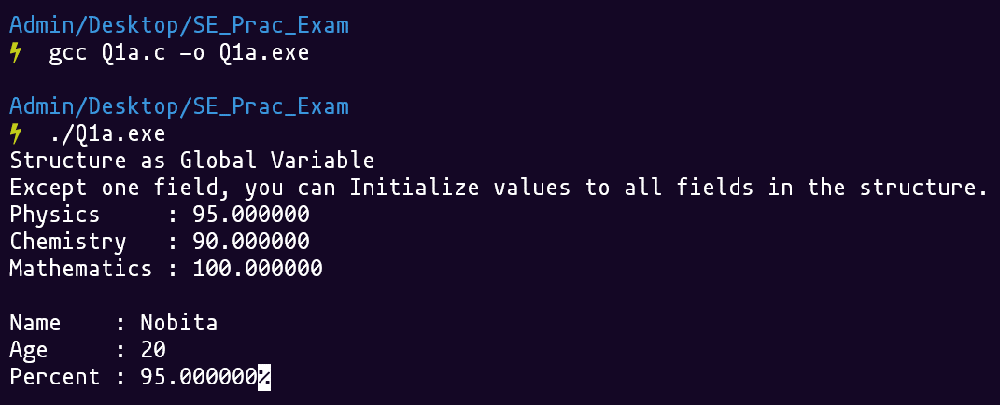 Admin/Desktop/SE_Prac_Exam
⚡ gcc Q1a.c -o Q1a.exe
Admin/Desktop/SE_Prac_Exam
⚡ ./Q1a.exe
Structure as Global Variable
Except one field, you can Initialize values to all fields in the structure.
Physics     : 95.000000
Chemistry   : 90.000000
Mathematics : 100.000000
Name    : Nobita
Age     : 20
Percent : 95.000000%